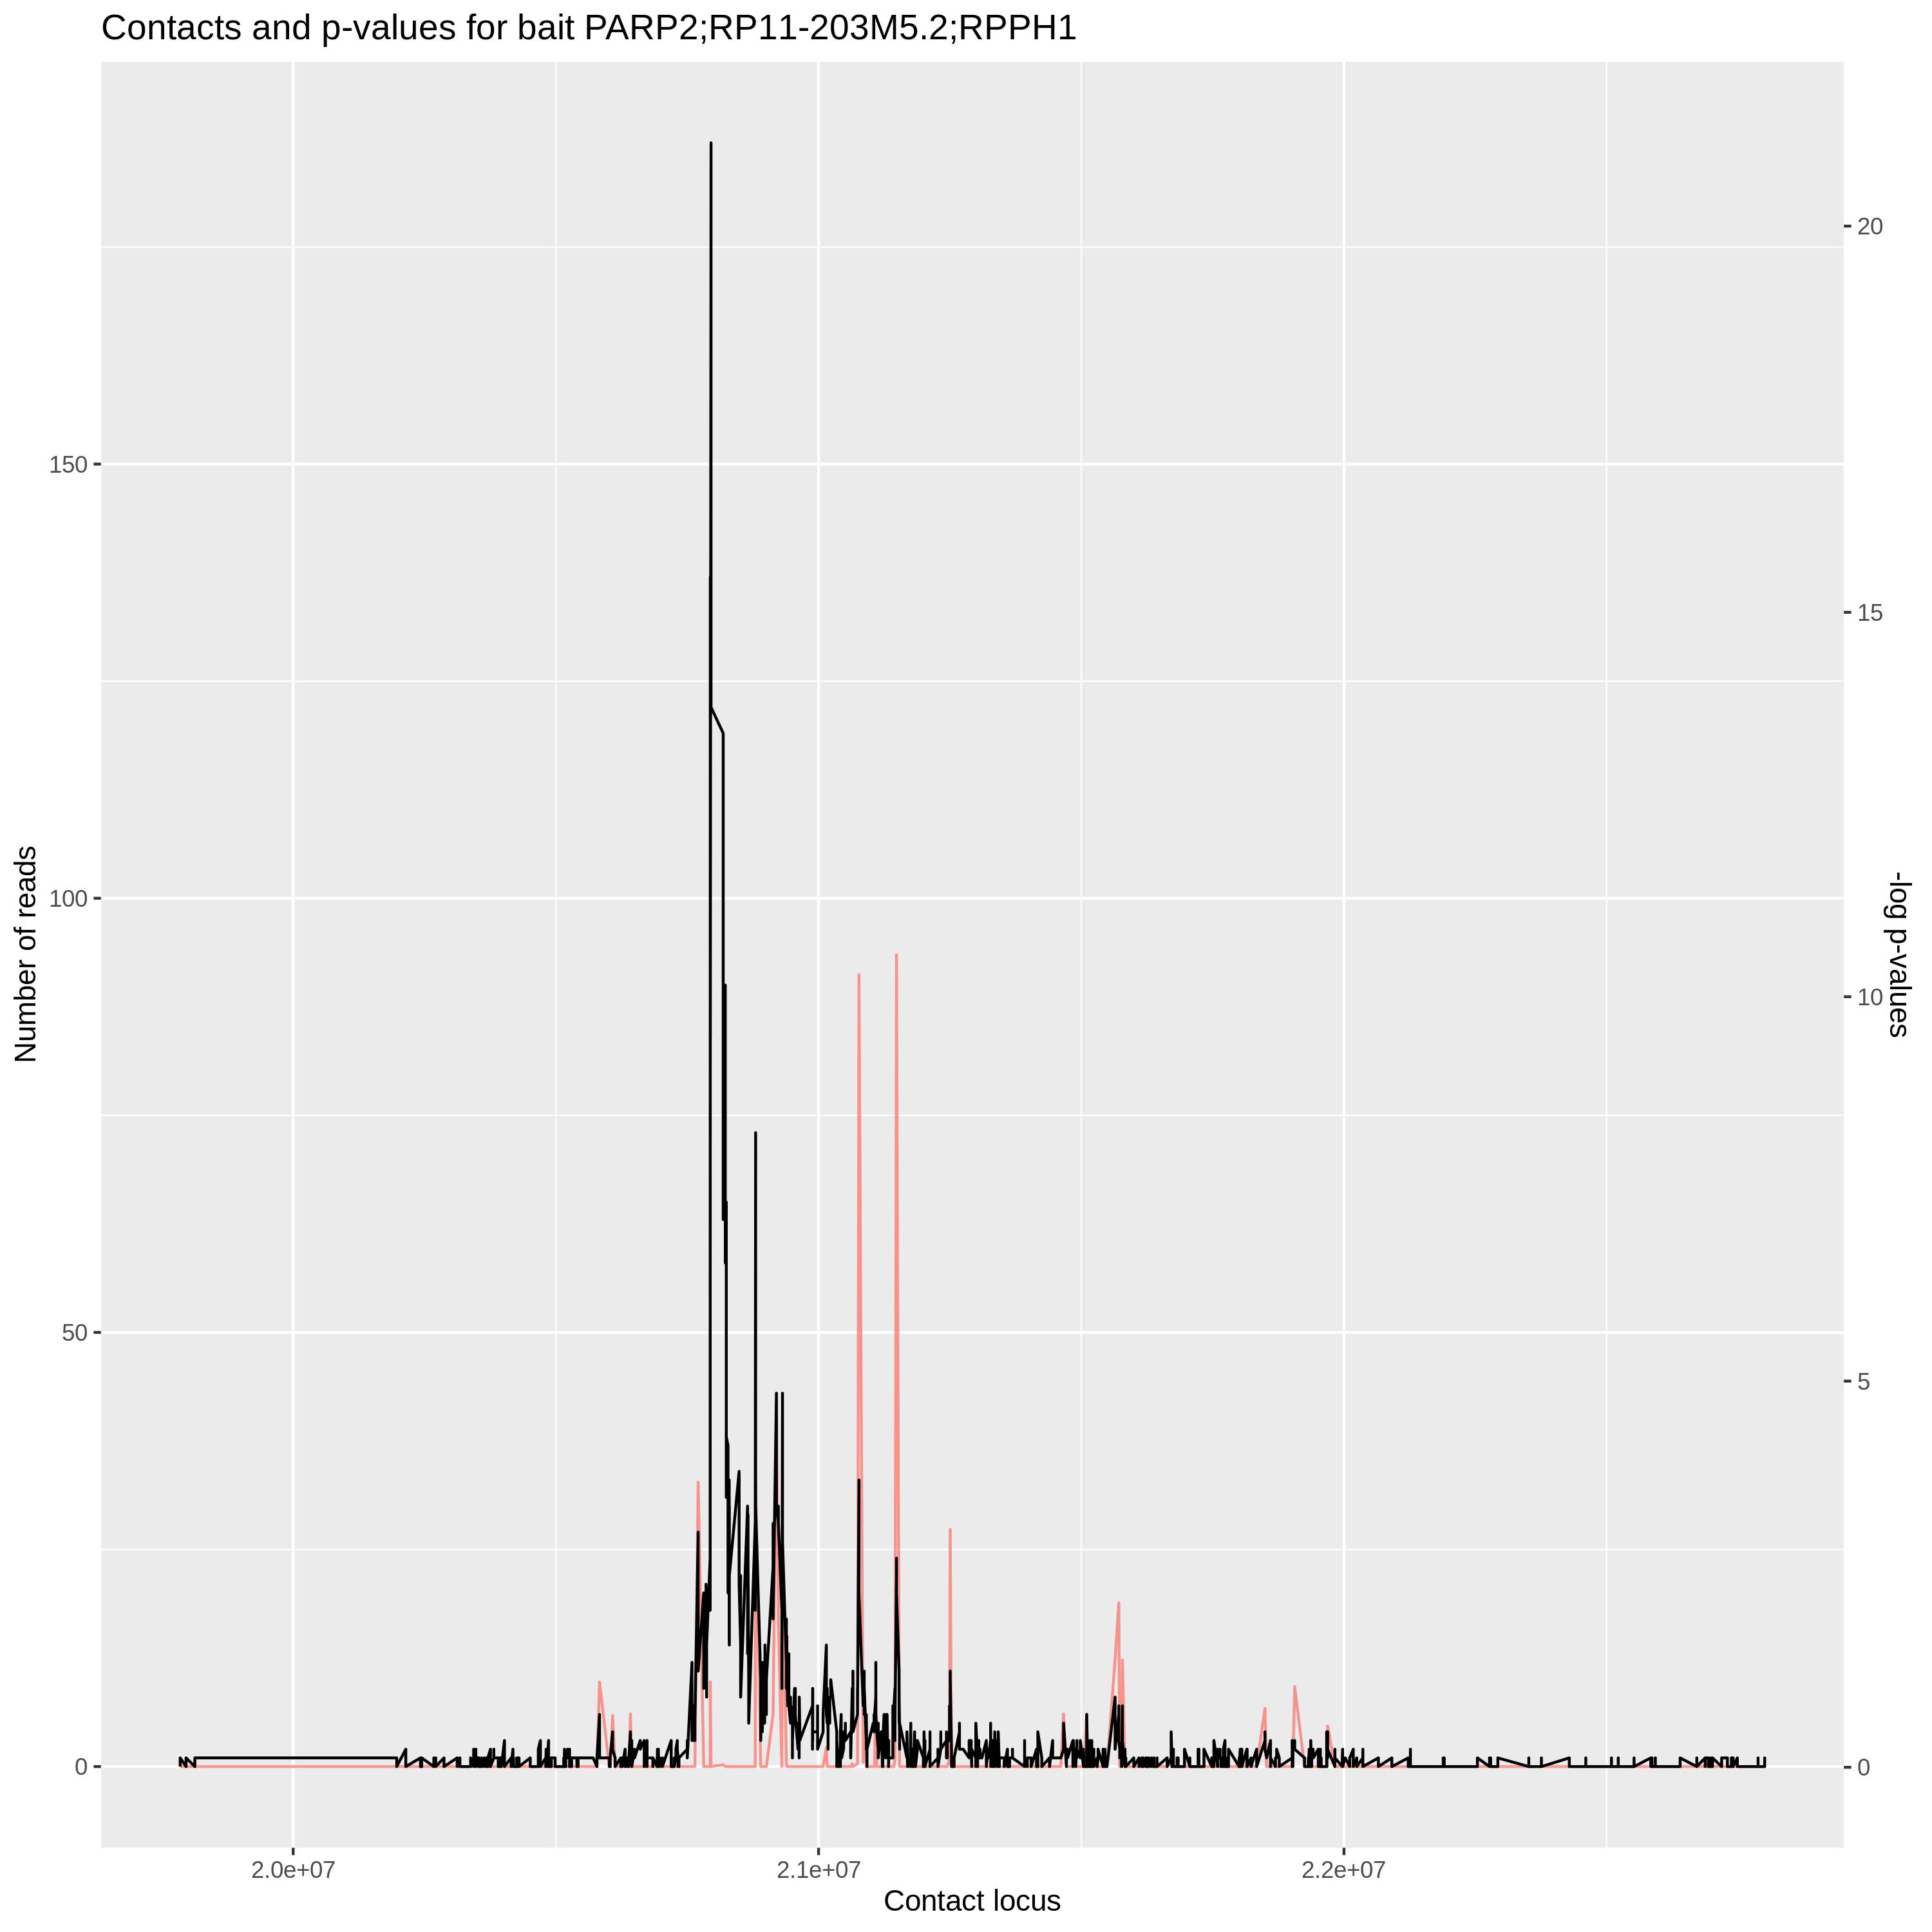 Contacts and p-values for bait PARP2;RP11-203M5.2;RPPH1
Number of reads
150
100
50
0
20
15
10
5
0
-log p-values
2.0e+07
2.1e+07
2.2e+07
Contact locus